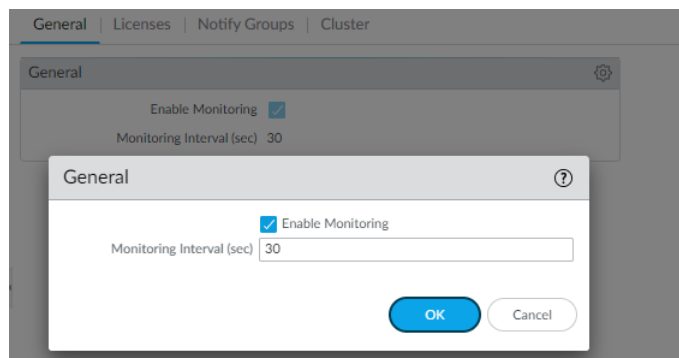 General | Licenses | Notify Groups | Cluster
General
Enable Monitoring
Monitoring Interval (sec) 30
General
Enable Monitoring
Monitoring Interval (sec) 30
OK Cancel